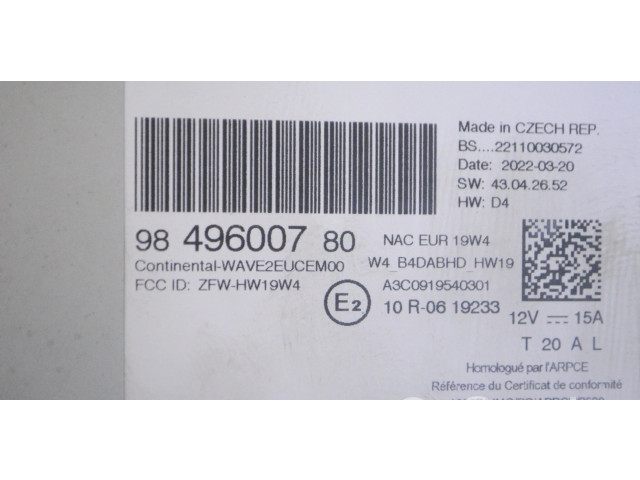 Made in CZECH REP.
BS....22110030572
Date: 2022-03-20
SW: 43.04.26.52
HW: D4
98 496007 80
NAC EUR 19W4
Continental-WAVE2EUCEM00
W4_B4DABHD_HW19
FCC ID: ZFW-HW19W4
A3C0919540301
E2
10 R-06 19233
12V ⎓ 15A
T 20 A L
Homologué par l'ARPCE
Référence du Certificat de conformité